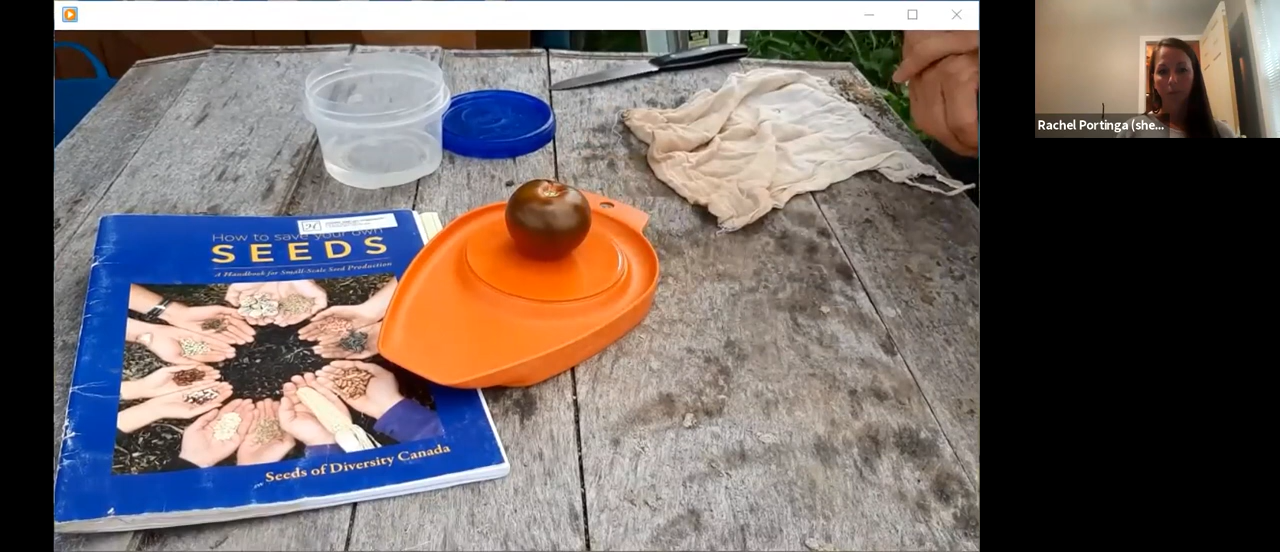 How to save your own
SEEDS
A Handbook for Small-Scale Seed Production
Seeds of Diversity Canada
Rachel Portinga (she...